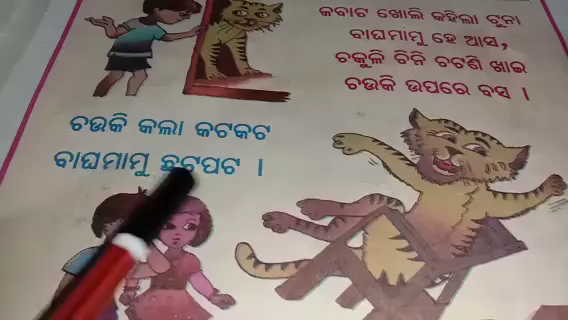 କବାଟ ଖୋଲି କହିଲା ଟୁନା
ବାଘମାମୁ ହେ ଆସ,
ଚକୁଳି ଚିନି ଚଟଣି ଖାଇ
ଚଉକି ଉପରେ ବସ ।
ଚଉକି କଲା କଟକଟ
ବାଘମାମୁ ଛଟପଟ ।